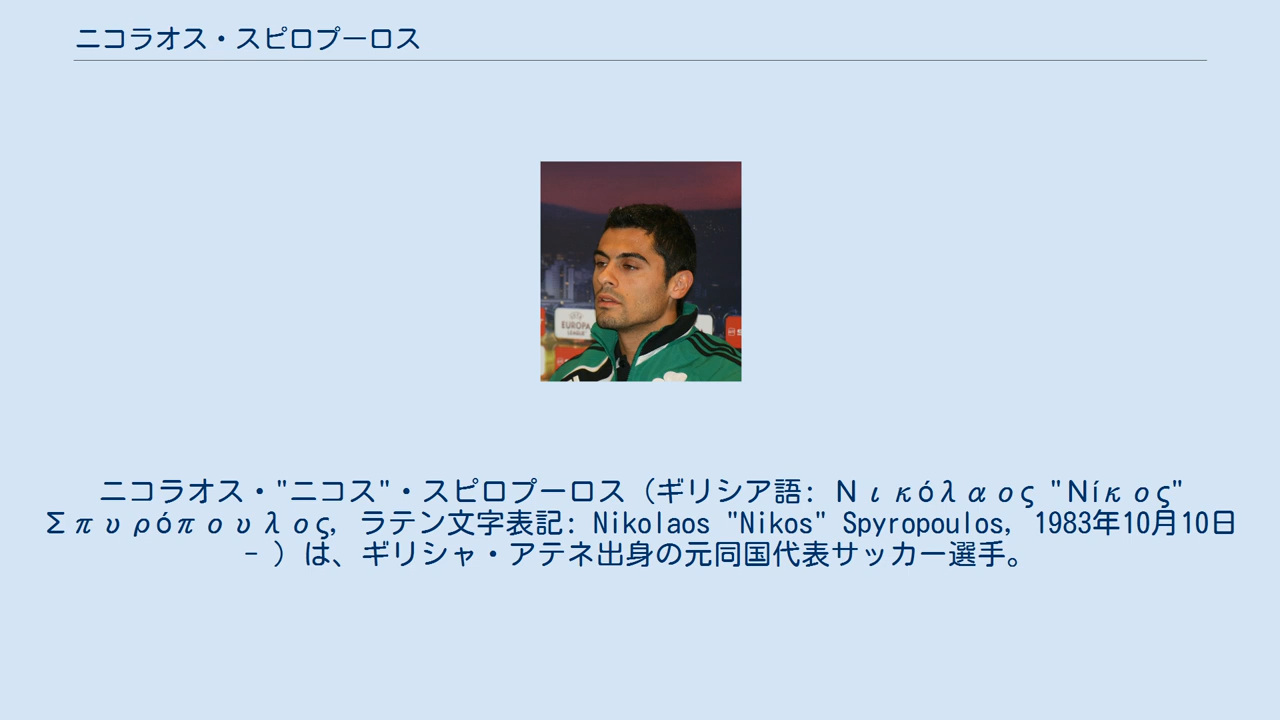 ニコラオス・スピロプーロス
EUROPA
LEAGUE
ニコラオス・"ニコス"・スピロプーロス（ギリシア語: Νικόλαος "Νίκος"
Σπυρόπουλος, ラテン文字表記: Nikolaos "Nikos" Spyropoulos, 1983年10月10日
- ）は、ギリシャ・アテネ出身の元同国代表サッカー選手。